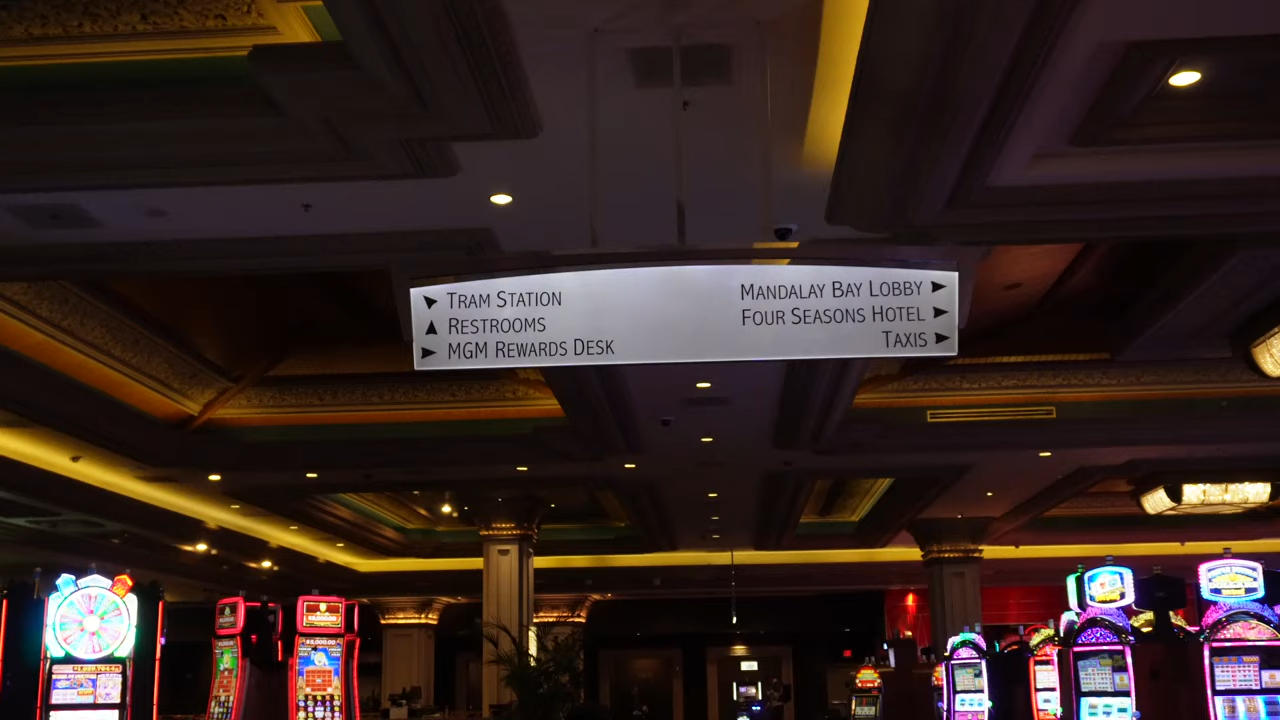 TRAM STATION
RESTROOMS
MGM REWARDS DESK
MANDALAY BAY LOBBY
FOUR SEASONS HOTEL
TAXIS